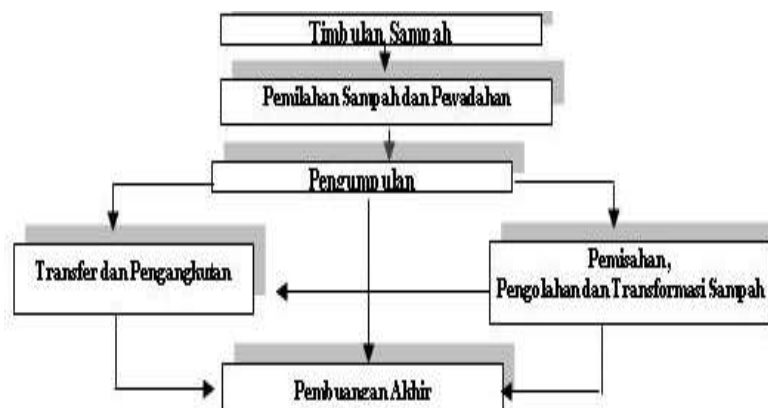 Timbulan Sampah
Pemilahan Sampah dan Pewadahan
Pengumpulan
Transfer dan Pengangkutan
Pemisahan,
Pengolahan dan Transformasi Sampah
Pembuangan Akhir